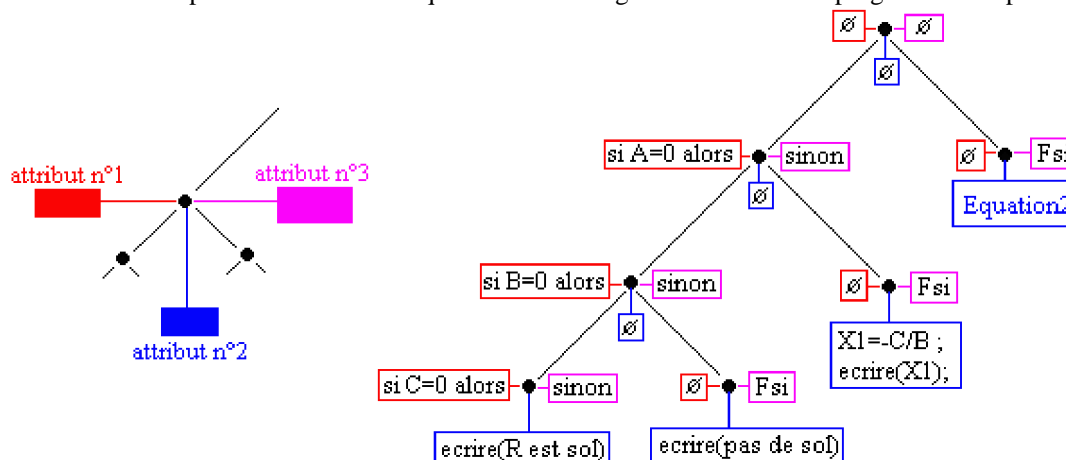 ∅ ∅
∅
si A=0 alors sinon ∅ Fsi
∅
attribut n°1 attribut n°3
Equation2
si B=0 alors sinon ∅ Fsi
∅
attribut n°2
X1=-C/B ;
ecrire(X1);
si C=0 alors sinon ∅ Fsi
ecrire(R est sol) ecrire(pas de sol)